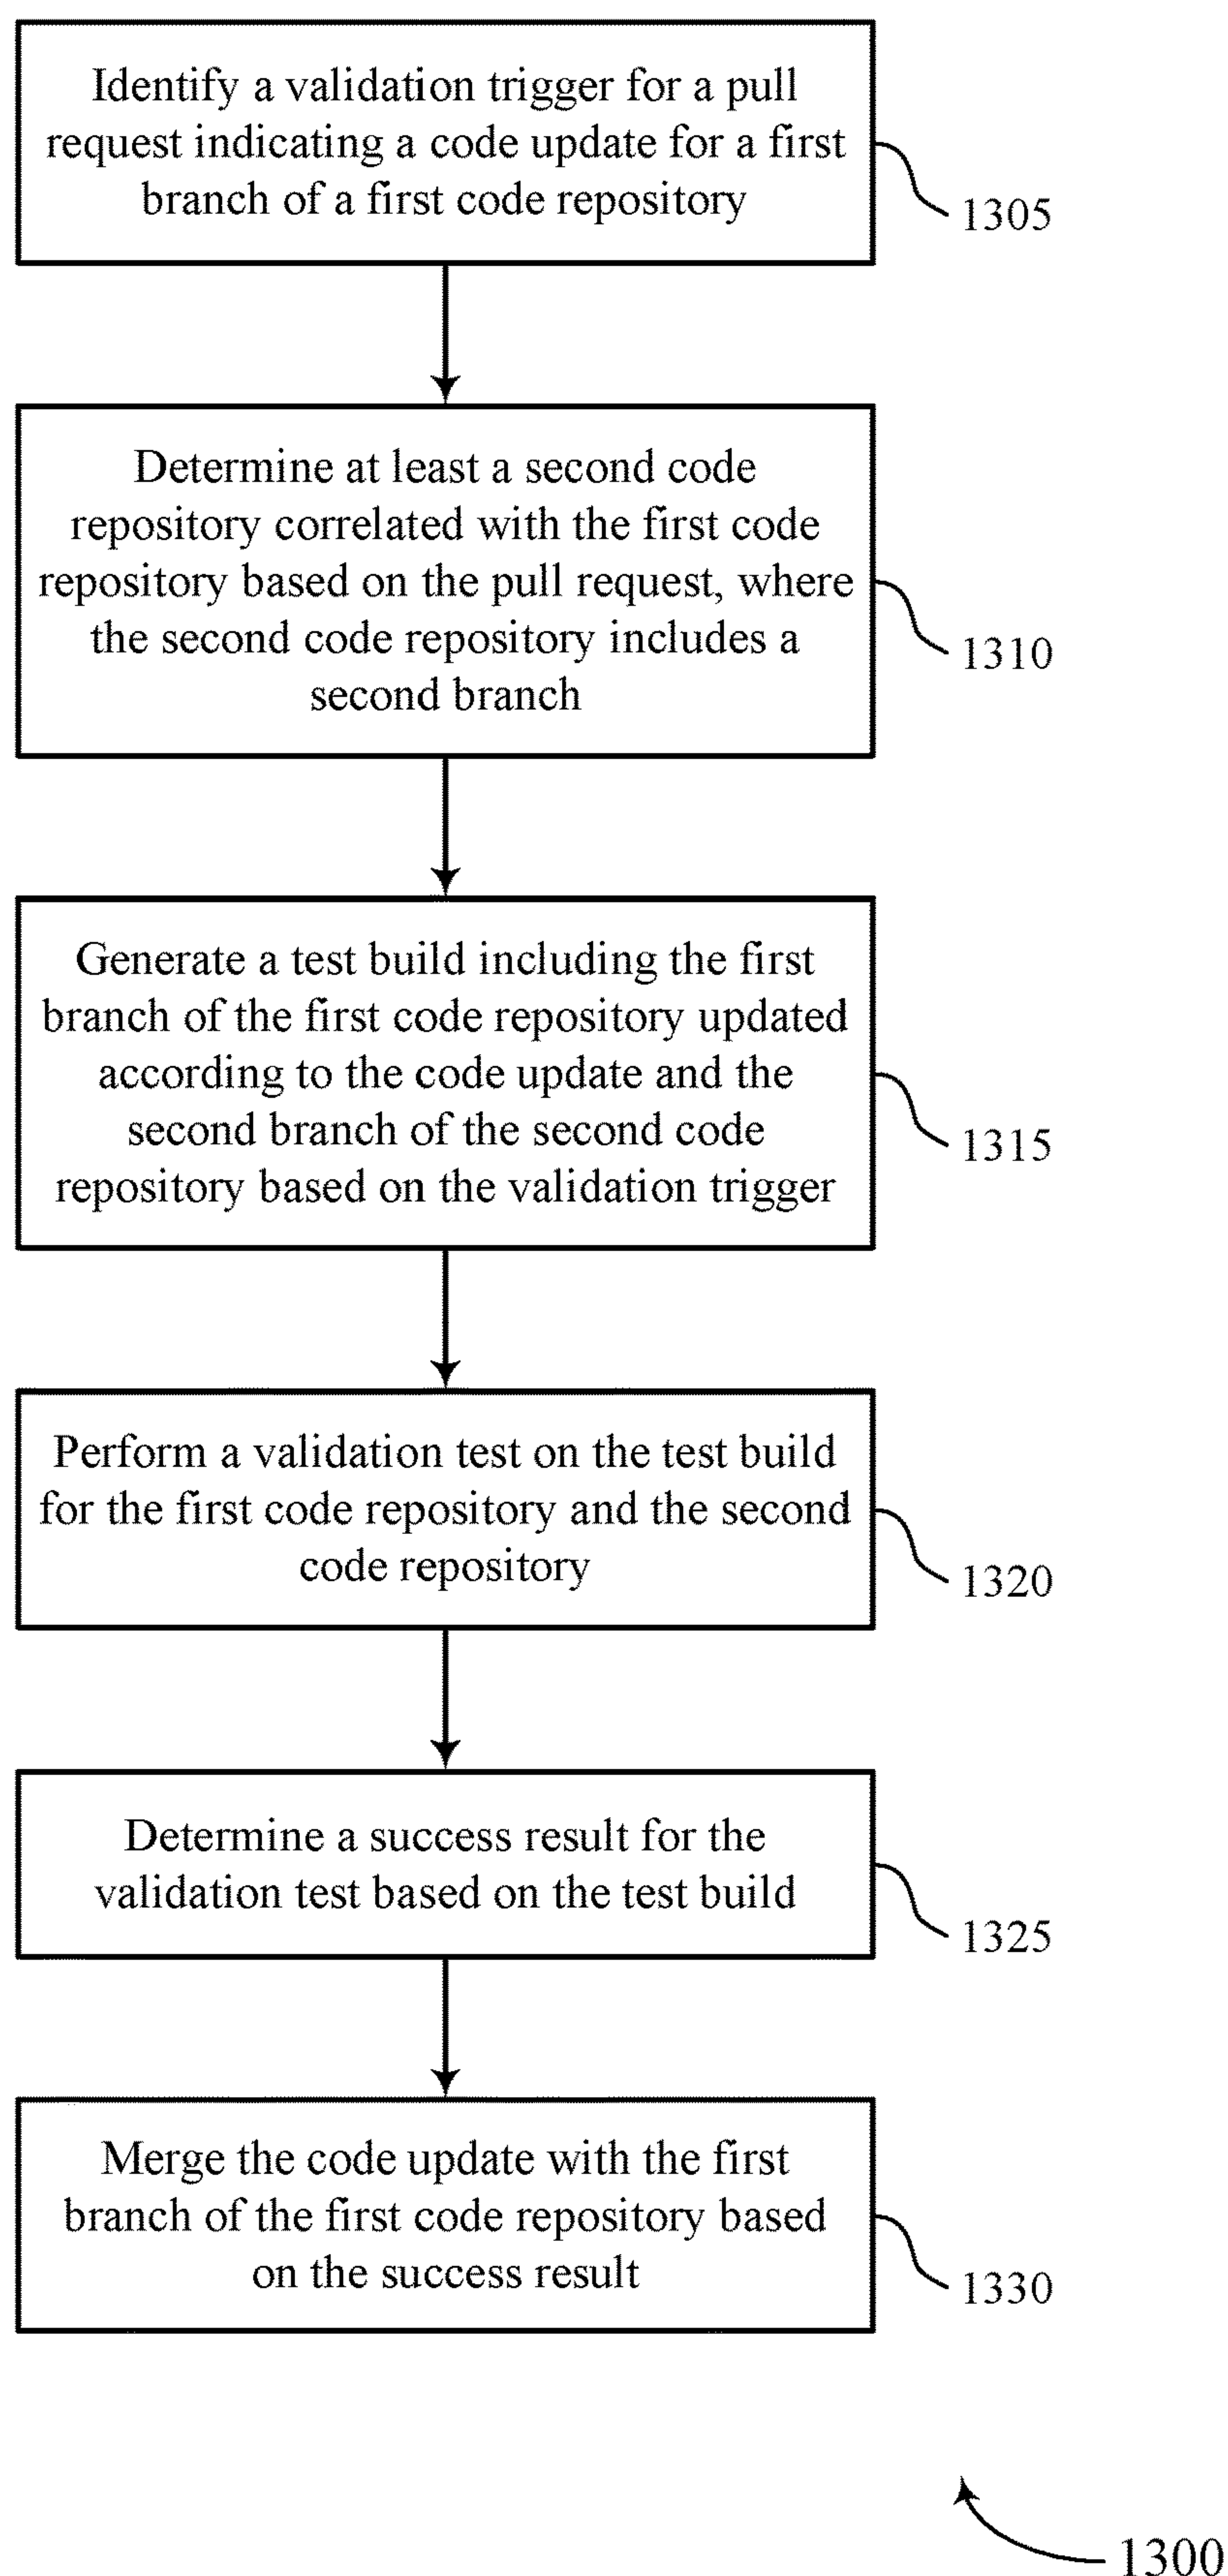 Identify a validation trigger for a pull
request indicating a code update for a first
branch of a first code repository
1305
Determine at least a second code
repository correlated with the first code
repository based on the pull request, where
the second code repository includes a
second branch
1310
Generate a test build including the first
branch of the first code repository updated
according to the code update and the
second branch of the second code
repository based on the validation trigger
1315
Perform a validation test on the test build
for the first code repository and the second
code repository
1320
Determine a success result for the
validation test based on the test build
1325
Merge the code update with the first
branch of the first code repository based
on the success result
1330
1300